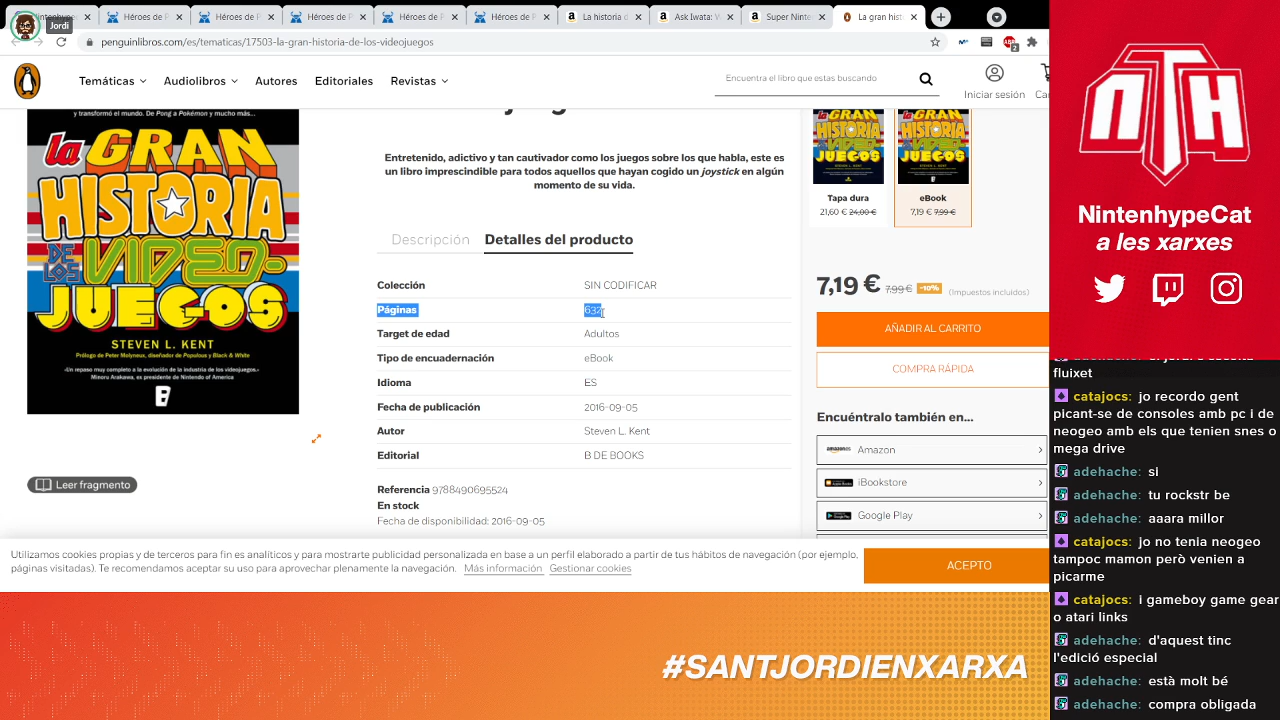 Jordi
Héroes de P
Héroes de P
Héroes de P
Héroes de P
La historia d
Ask Iwata:
Super Ninte
La gran hist
penguinlibros.com/es/tematicas/17503-la-gran-historia-de-los-videojuegos
Temáticas
Audiolibros
Autores
Editoriales
Revistas
Encuentra el libro que estas buscando
Iniciar sesión
y transformó el mundo. De Pong a Pokémon y mucho más...
la GRAN
HISTORIA
DE LOS VIDEO-
JUEGOS
STEVEN L. KENT
Prólogo de Peter Molyneux, diseñador de Populous y Black & White
«Un repaso muy completo a la evolución de la industria de los videojuegos».
Minoru Arakawa, ex presidente de Nintendo of America
B
Leer fragmento
Entretenido, adictivo y tan cautivador como los juegos sobre los que habla, este es
un libro imprescindible para todos aquellos que hayan cogido un joystick en algún
momento de su vida.
Descripción
Detalles del producto
Colección SIN CODIFICAR
Páginas 632
Target de edad Adultos
Tipo de encuadernación eBook
Idioma ES
Fecha de publicación 2016-09-05
Autor Steven L. Kent
Editorial B DE BOOKS
Referencia 9788490695524
En stock
Fecha de disponibilidad: 2016-09-05
Tapa dura
21,60 € 24,00 €
eBook
7,19 € 7,99 €
7,19 € 7,99 € -10% (Impuestos incluidos)
AÑADIR AL CARRITO
COMPRA RÁPIDA
Encuéntralo también en...
Amazon
iBookstore
Google Play
Utilizamos cookies propias y de terceros para fin es analíticos y para mostrarte publicidad personalizada en base a un perfil elaborado a partir de tus hábitos de navegación (por ejemplo,
páginas visitadas). Te recomendamos aceptar su uso para aprovechar plenamente la navegación. Más información Gestionar cookies
ACEPTO
#SANTJORDIENXARXA
NTH
NintenhypeCat
a les xarxes
fluixet
catajocs: jo recordo gent
picant-se de consoles amb pc i de
neogeo amb els que tenien snes o
mega drive
adehache: si
adehache: tu rockstr be
adehache: aaara millor
catajocs: jo no tenia neogeo
tampoc mamon però venien a
picarme
catajocs: i gameboy game gear
o atari links
adehache: d'aquest tinc
l'edició especial
adehache: està molt bé
adehache: compra obligada